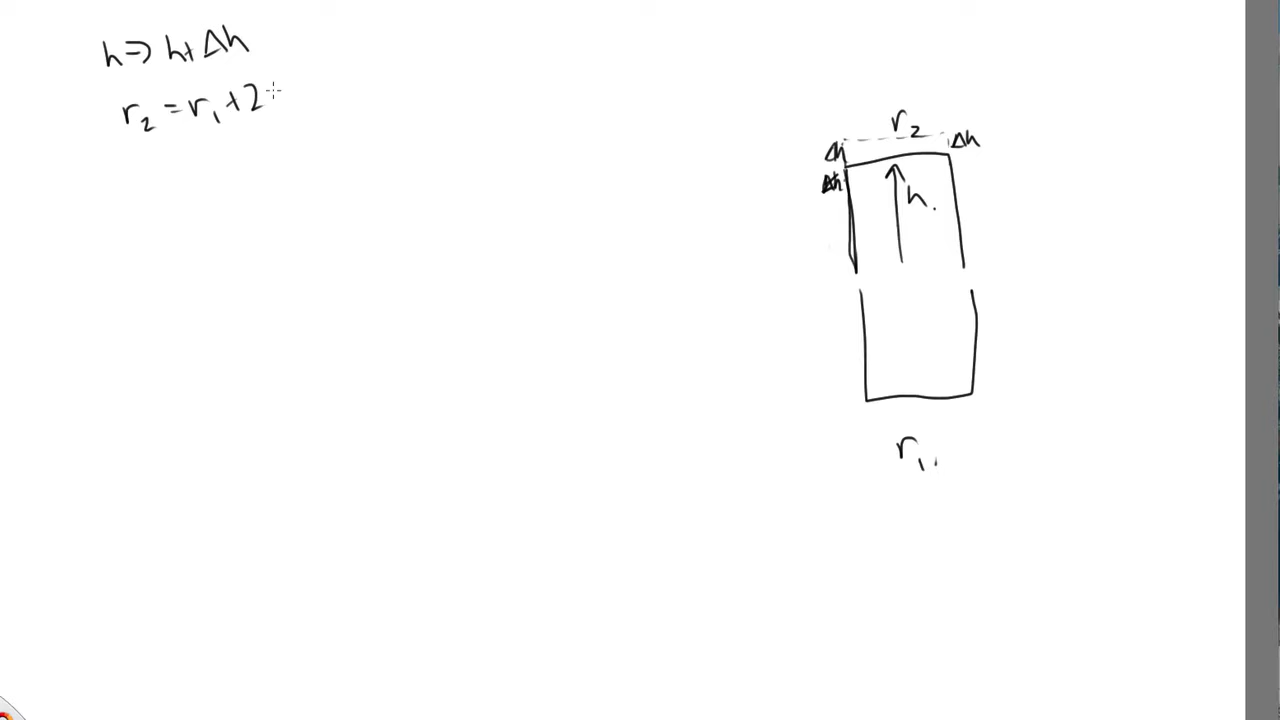 h⇒ h+Δh
r₂ = r₁ + 2
r₂
Δh
Δh
Δh
h.
r₁.